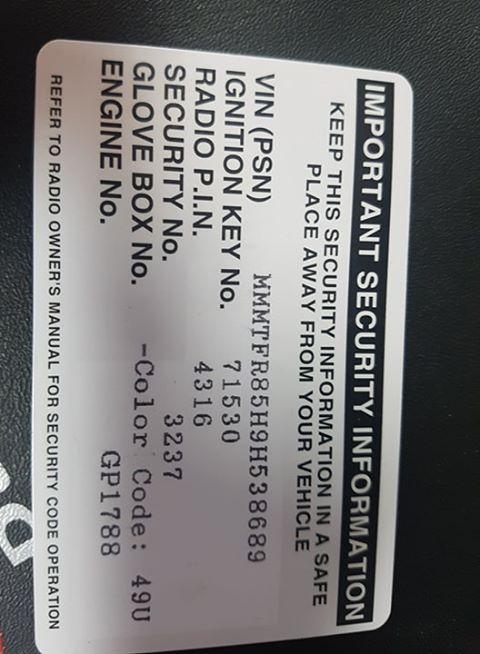 IMPORTANT SECURITY INFORMATION
KEEP THIS SECURITY INFORMATION IN A SAFE
PLACE AWAY FROM YOUR VEHICLE
VIN (PSN) MMMTFR85H9H538689
IGNITION KEY No. 71530
RADIO P.I.N. 4316
SECURITY No. 3237
GLOVE BOX No. -Color Code: 49U
ENGINE No. GP1788
REFER TO RADIO OWNER'S MANUAL FOR SECURITY CODE OPERATION